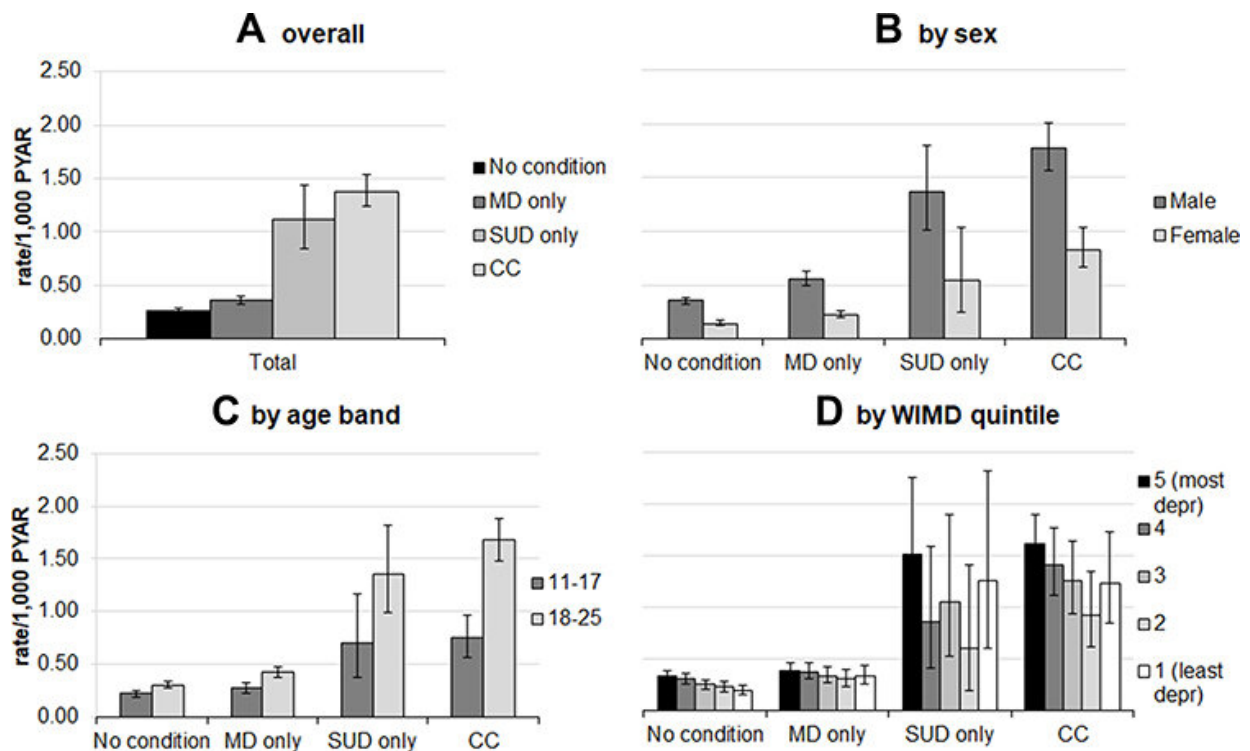 A overall
2.50
2.00
1.50
1.00
0.50
0.00
rate/1,000 PYAR
Total
No condition
MD only
SUD only
CC
B by sex
No condition
MD only
SUD only
CC
Male
Female
C by age band
2.50
2.00
1.50
1.00
0.50
0.00
rate/1,000 PYAR
No condition
MD only
SUD only
CC
11-17
18-25
D by WIMD quintile
No condition
MD only
SUD only
CC
5 (most
depr)
4
3
2
1 (least
depr)